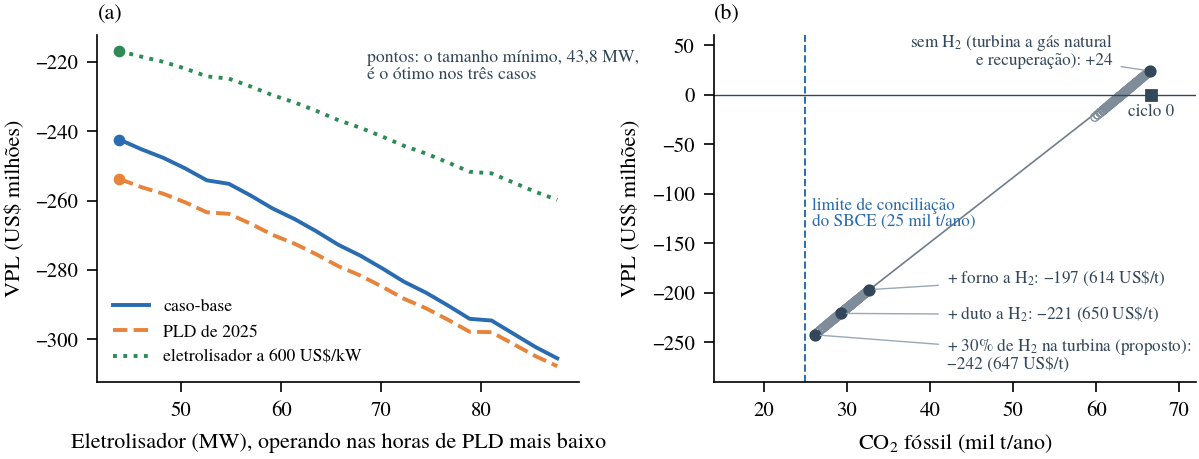 (a)
VPL (US$ milhões)
−220
−240
−260
−280
−300
pontos: o tamanho mínimo, 43,8 MW,
é o ótimo nos três casos
caso-base
PLD de 2025
eletrolisador a 600 US$/kW
50
60
70
80
Eletrolisador (MW), operando nas horas de PLD mais baixo
(b)
VPL (US$ milhões)
50
0
−50
−100
−150
−200
−250
sem H₂ (turbina a gás natural
e recuperação): +24
ciclo 0
limite de conciliação
do SBCE (25 mil t/ano)
+ forno a H₂: −197 (614 US$/t)
+ duto a H₂: −221 (650 US$/t)
+ 30% de H₂ na turbina (proposto):
−242 (647 US$/t)
20
30
40
50
60
70
CO₂ fóssil (mil t/ano)